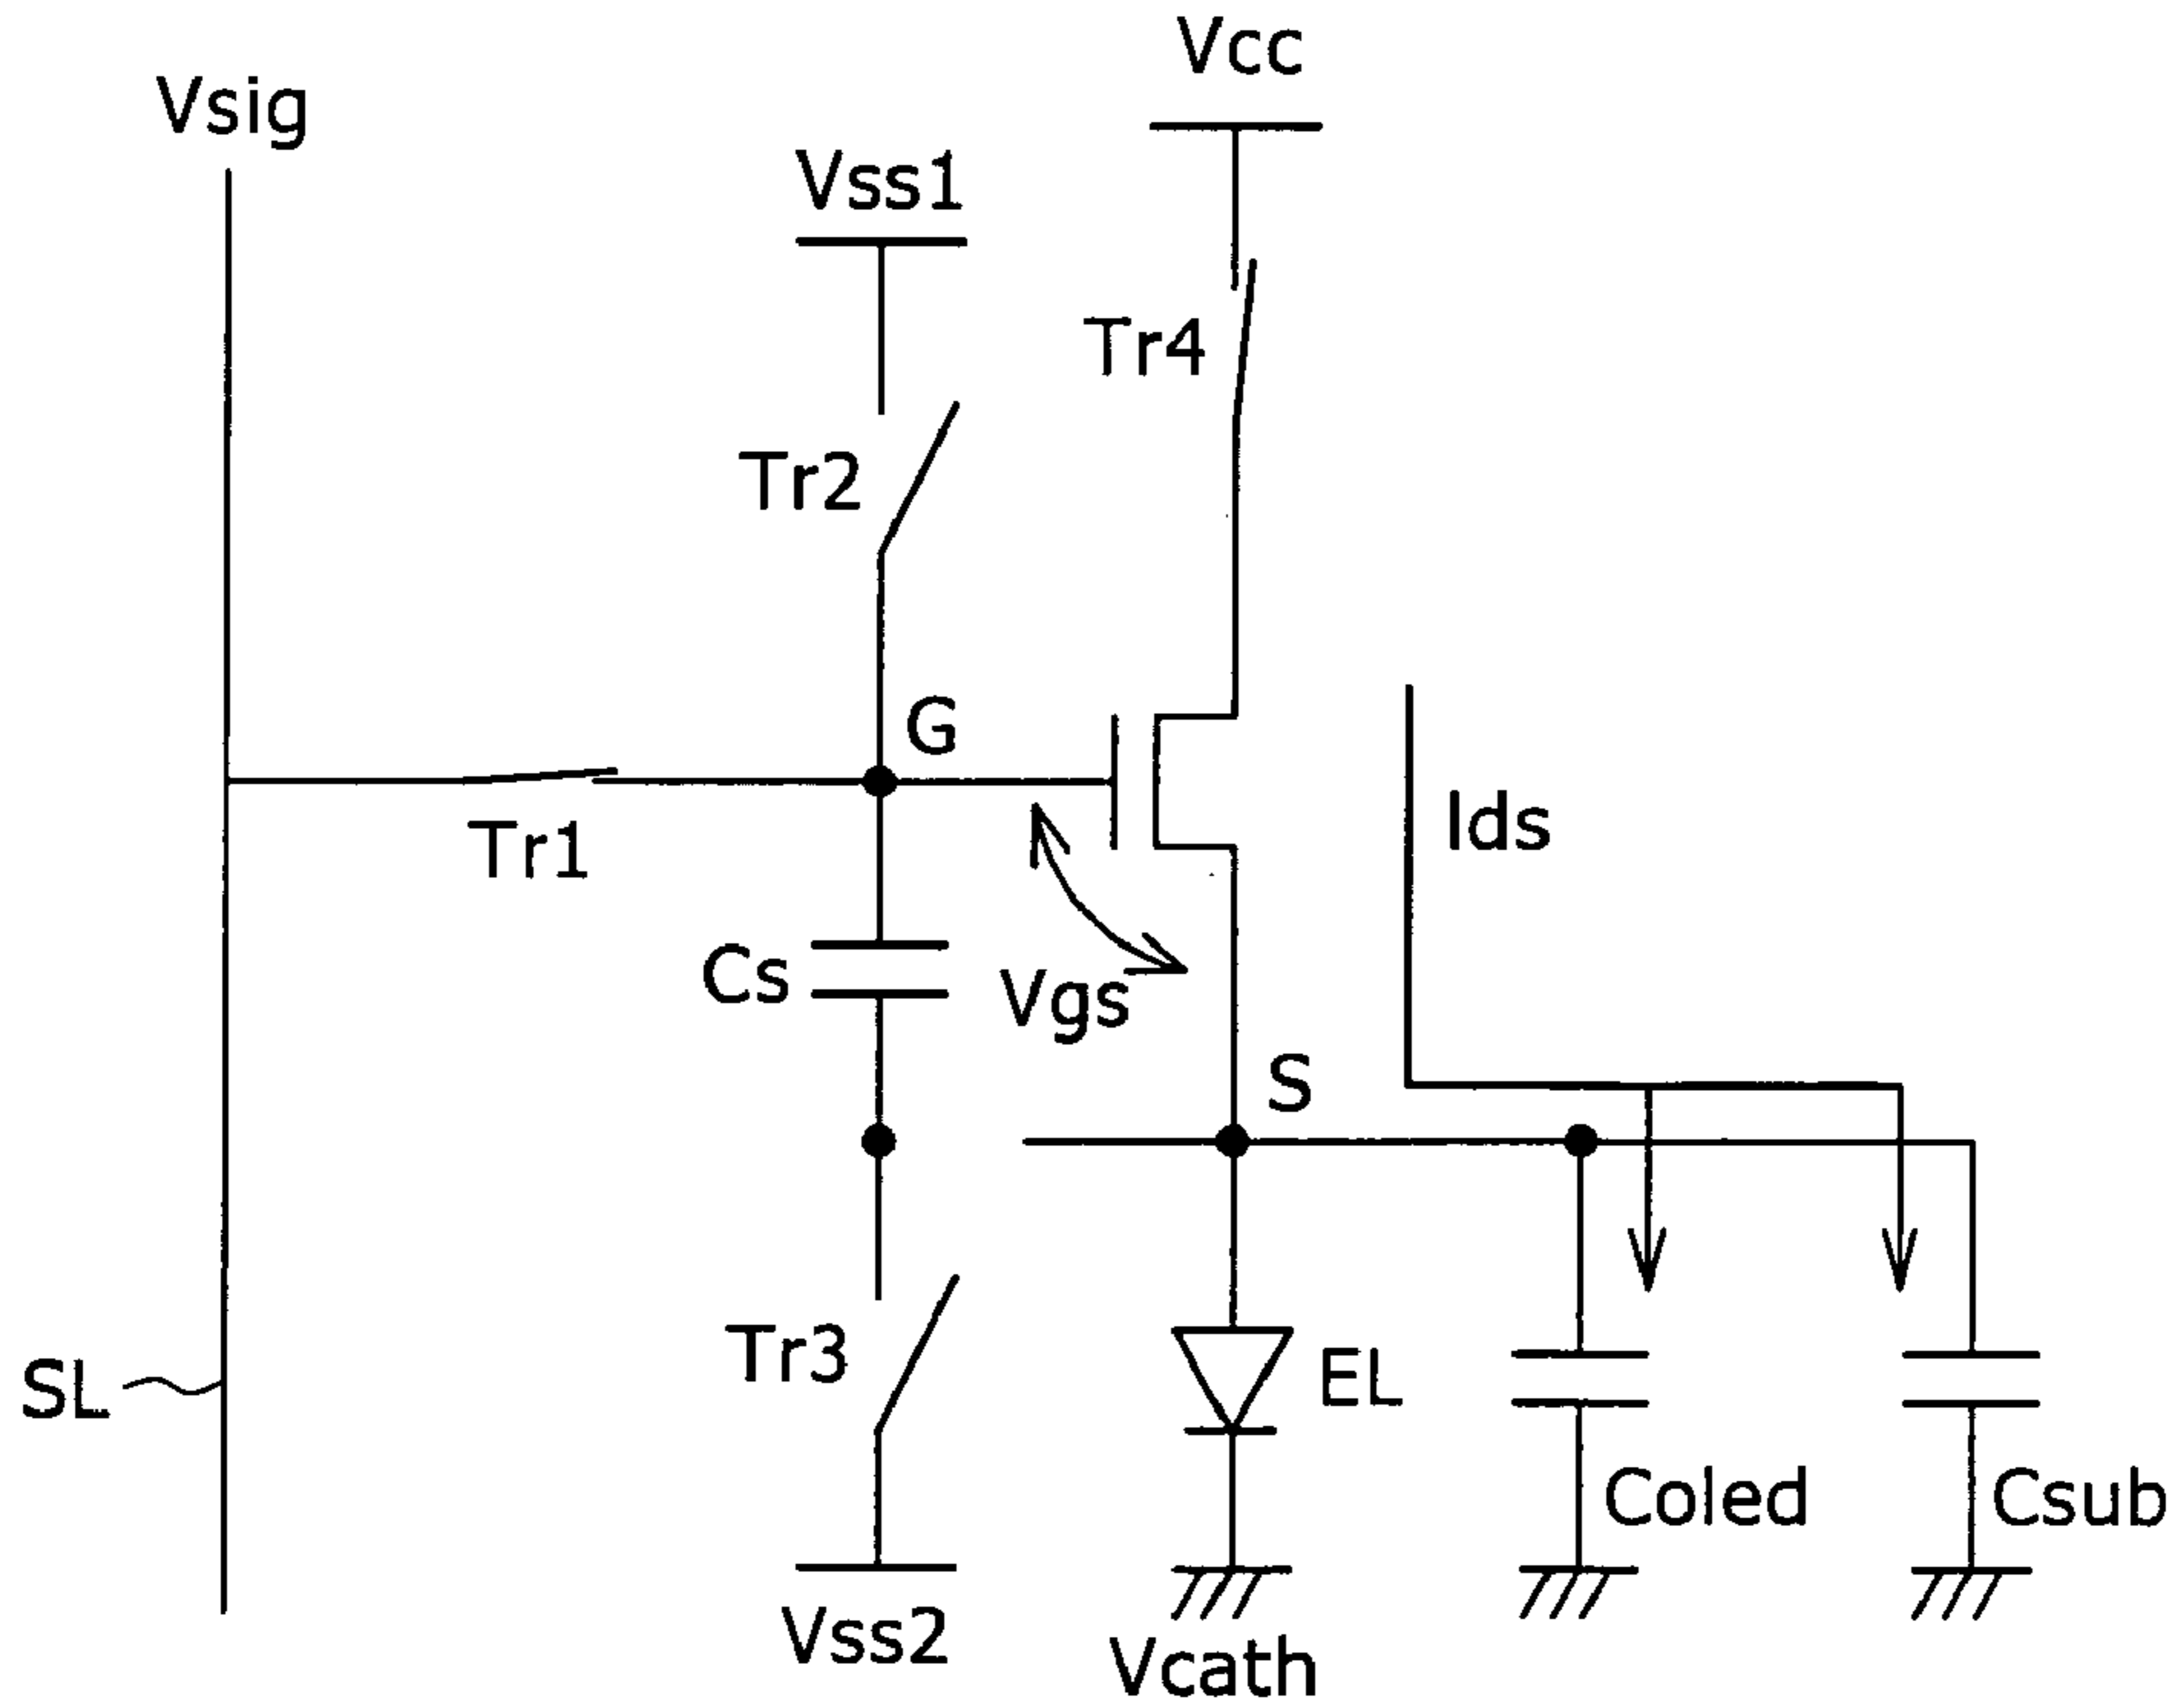 Vcc
Vsig
Vss1
Tr4
Tr2
G
Ids
Tr1
Cs
Vgs
S
Tr3
EL
SL
Coled
Csub
Vss2
Vcath